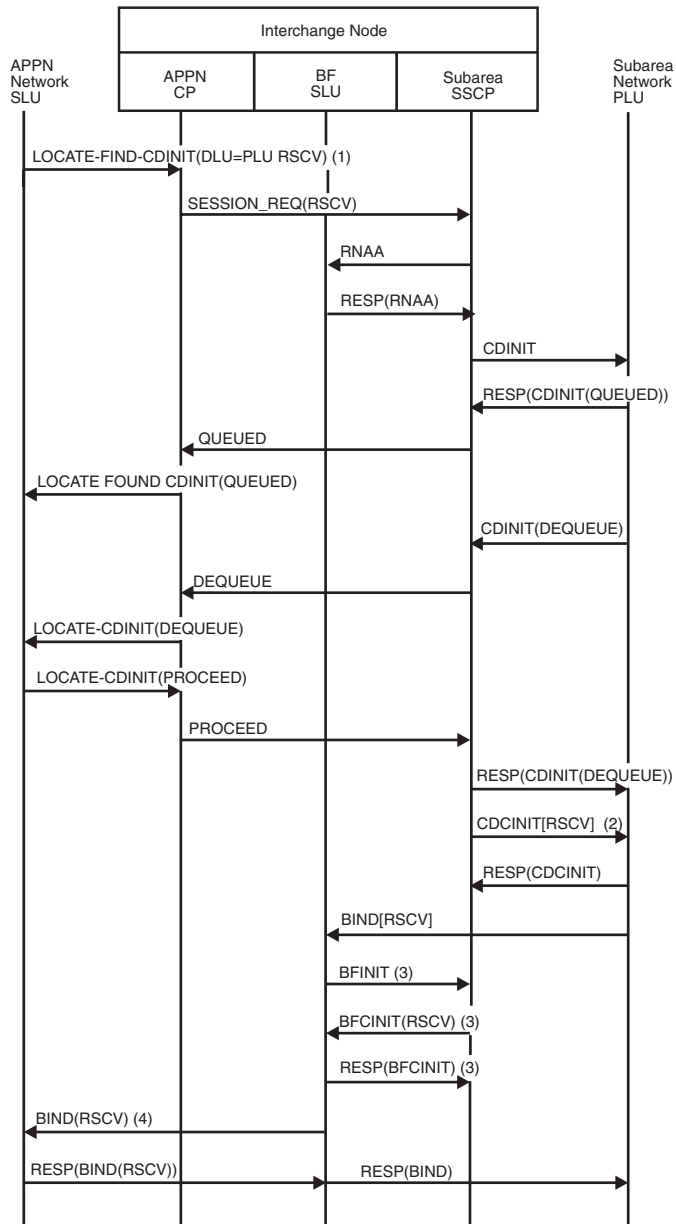 Interchange Node
APPN
Network
SLU
APPN
CP
BF
SLU
Subarea
SSCP
Subarea
Network
PLU
LOCATE-FIND-CDINIT(DLU=PLU RSCV) (1)
SESSION_REQ(RSCV)
RNAA
RESP(RNAA)
CDINIT
RESP(CDINIT(QUEUED))
QUEUED
LOCATE FOUND CDINIT(QUEUED)
CDINIT(DEQUEUE)
DEQUEUE
LOCATE-CDINIT(DEQUEUE)
LOCATE-CDINIT(PROCEED)
PROCEED
RESP(CDINIT(DEQUEUE))
CDCINIT[RSCV] (2)
RESP(CDCINIT)
BIND[RSCV]
BFINIT (3)
BFCINIT(RSCV) (3)
RESP(BFCINIT) (3)
BIND(RSCV) (4)
RESP(BIND(RSCV))
RESP(BIND)